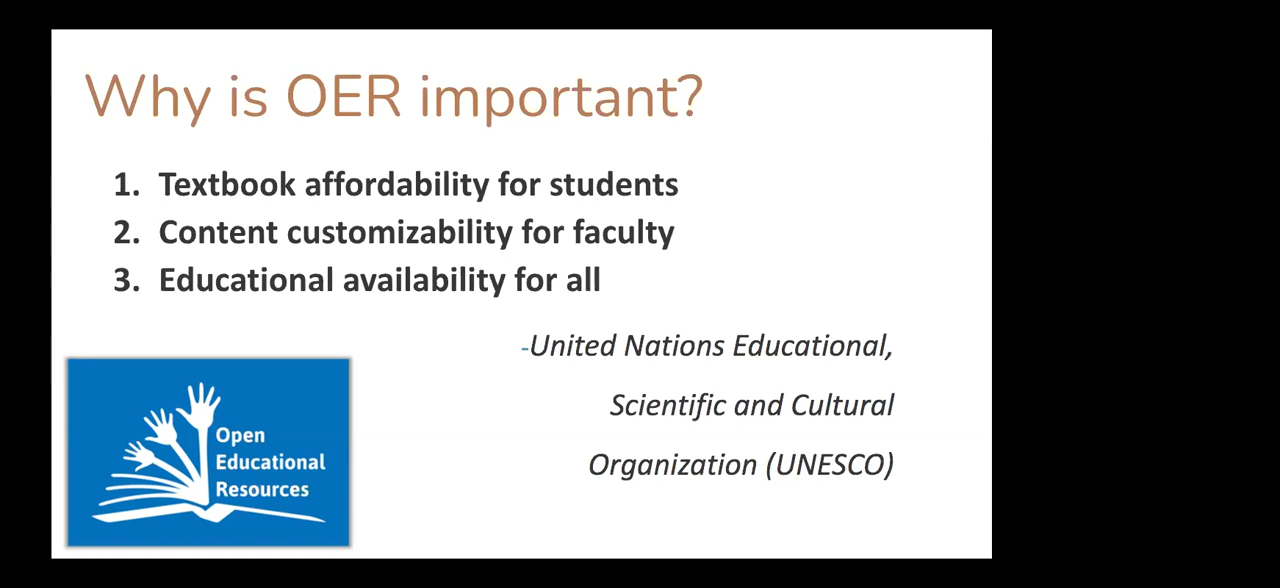 Why is OER important?
1. Textbook affordability for students
2. Content customizability for faculty
3. Educational availability for all
-United Nations Educational,
Scientific and Cultural
Organization (UNESCO)
Open
Educational
Resources